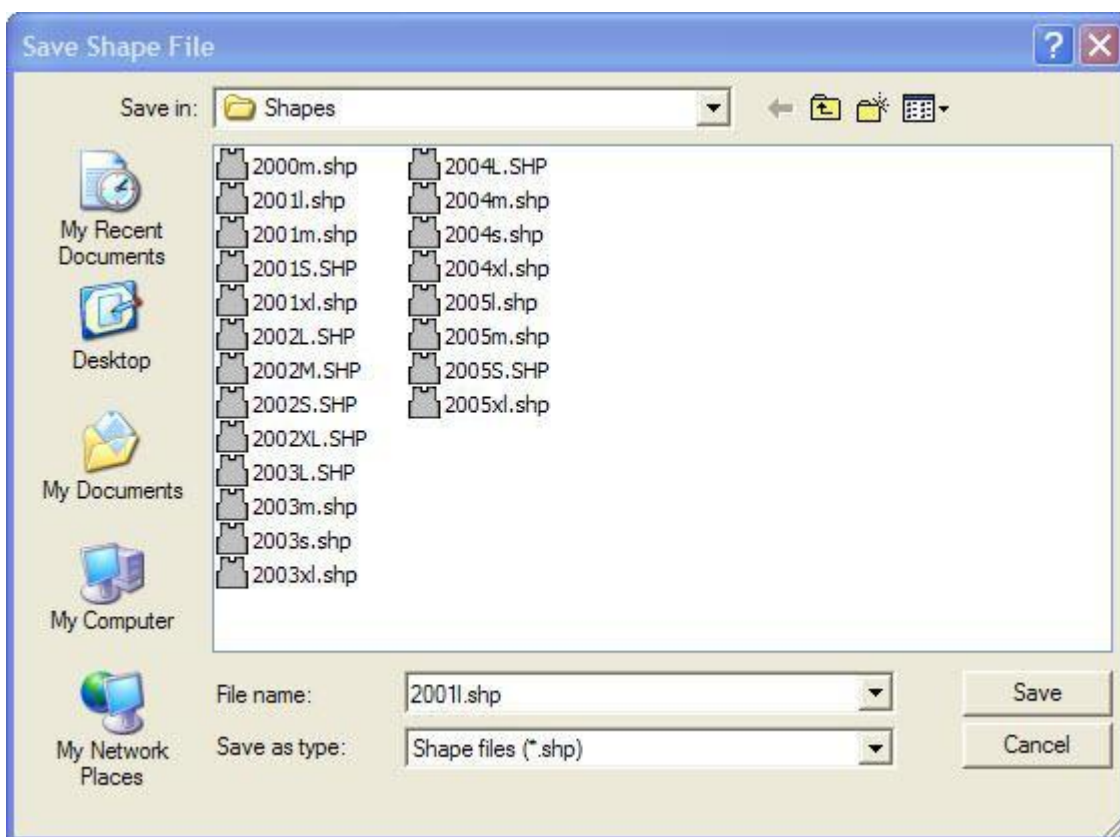 Save Shape File
Save in: Shapes
My Recent
Documents
Desktop
My Documents
My Computer
My Network
Places
2000m.shp
2001l.shp
2001m.shp
2001S.SHP
2001xl.shp
2002L.SHP
2002M.SHP
2002S.SHP
2002XL.SHP
2003L.SHP
2003m.shp
2003s.shp
2003xl.shp
2004L.SHP
2004m.shp
2004s.shp
2004xl.shp
2005l.shp
2005m.shp
2005S.SHP
2005xl.shp
File name: 2001l.shp
Save
Save as type: Shape files (*.shp)
Cancel